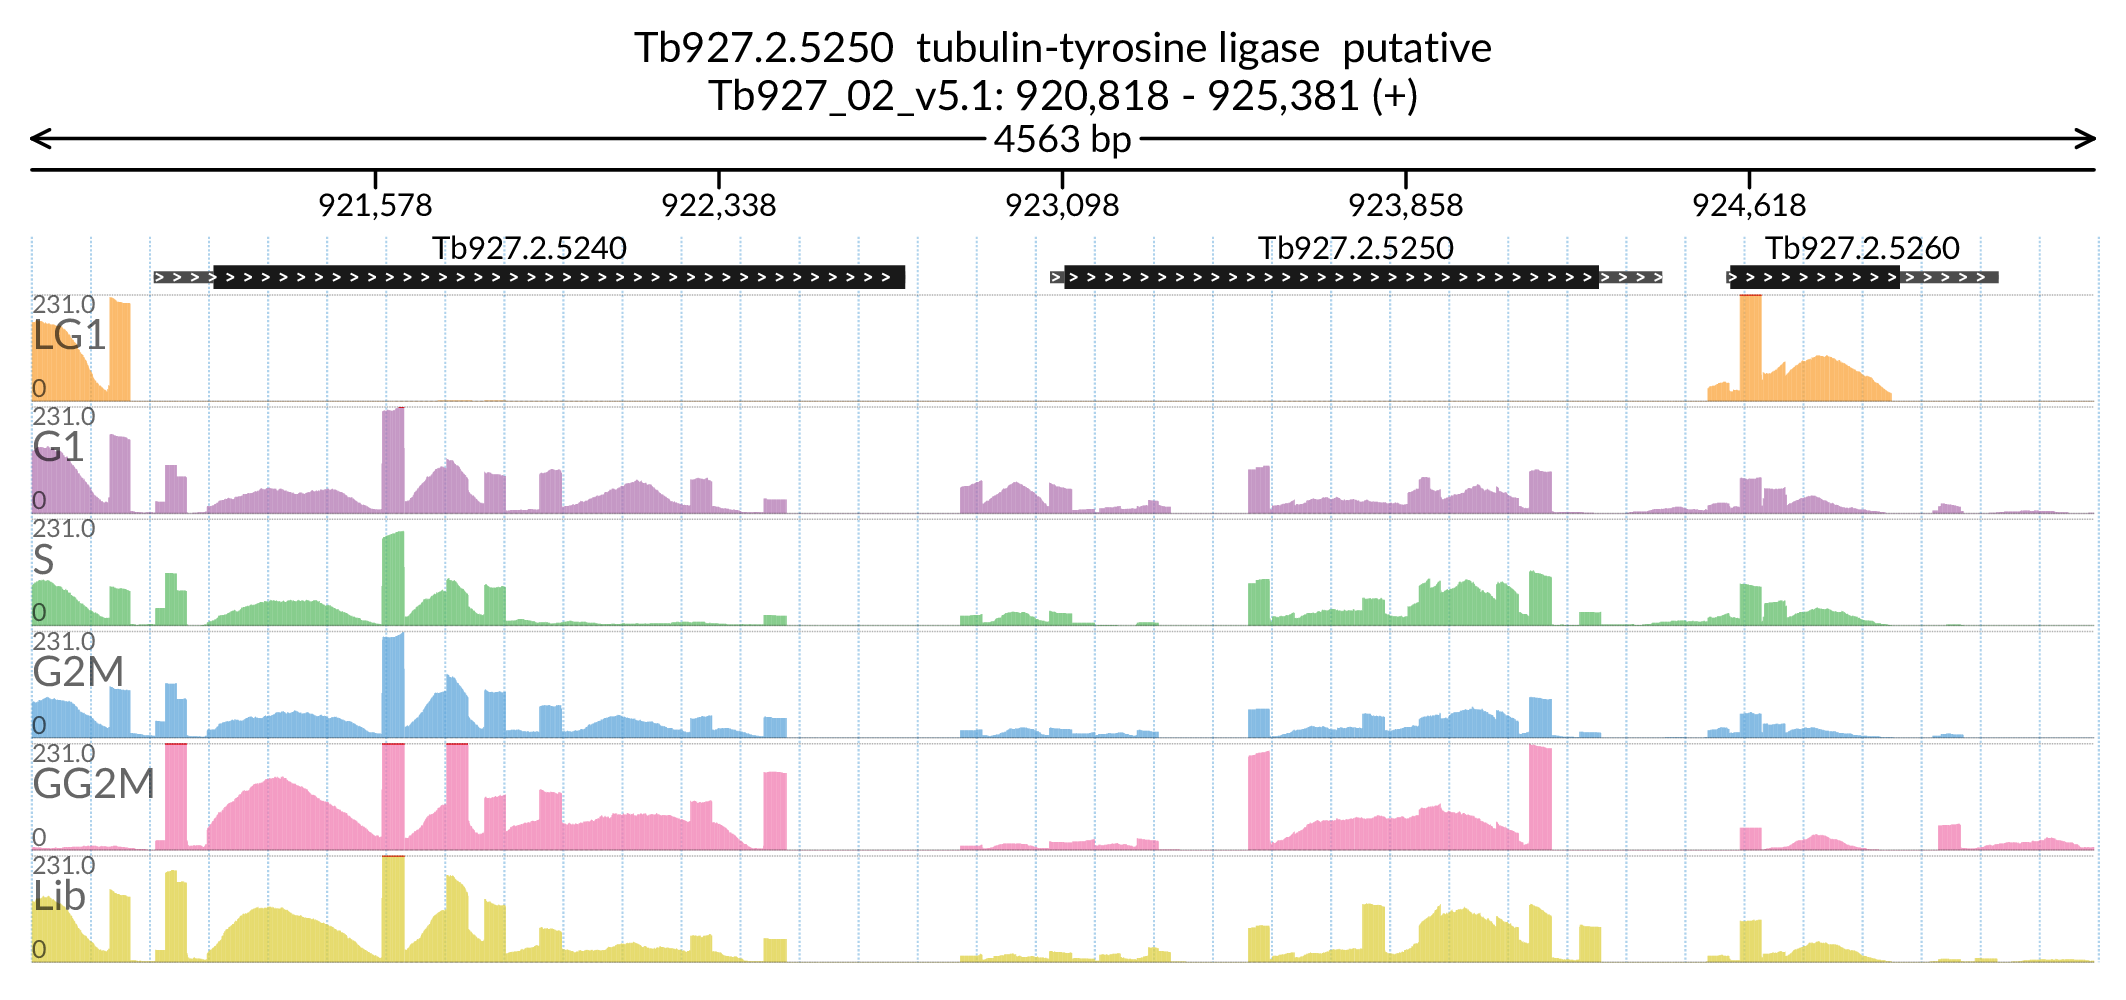 Tb927.2.5250  tubulin-tyrosine ligase  putative
Tb927_02_v5.1: 920,818 - 925,381 (+)
4563 bp
921,578 922,338 923,098 923,858 924,618
Tb927.2.5240 Tb927.2.5250 Tb927.2.5260
231.0
LG1
0
231.0
G1
0
231.0
S
0
231.0
G2M
0
231.0
GG2M
0
231.0
Lib
0